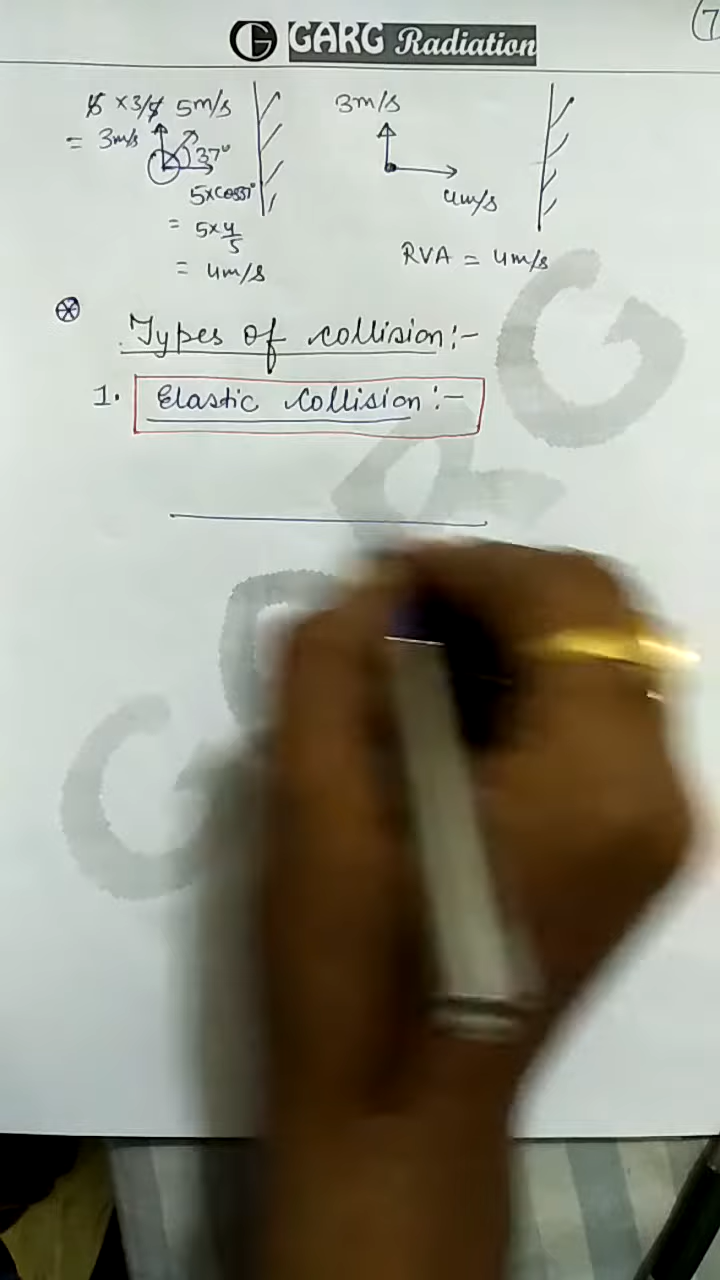 7
G GARG Radiation
5 × 3/5 5m/s
= 3m/s
37°
5×cos37°
= 5×4/5
= 4m/s
3m/s
4m/s
RVA = 4m/s
Types of collision:-
1. Elastic Collision:-
GARG